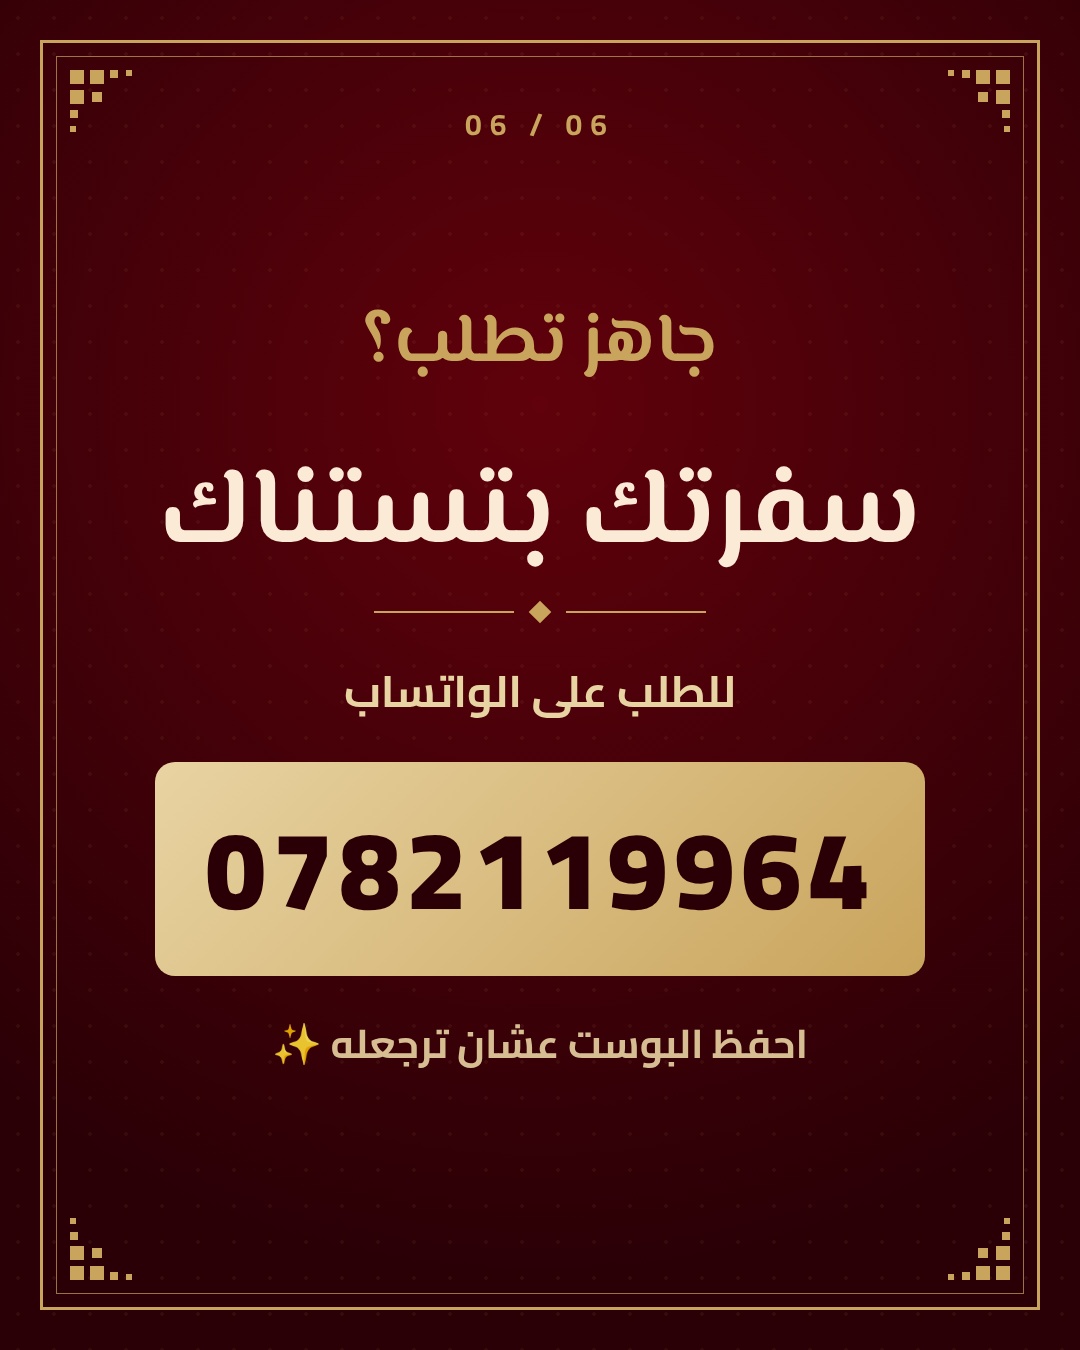 06 / 06
جاهز تطلب؟
سفرتك بتستناك
للطلب على الواتساب
0782119964
احفظ البوست عشان ترجعله ✨